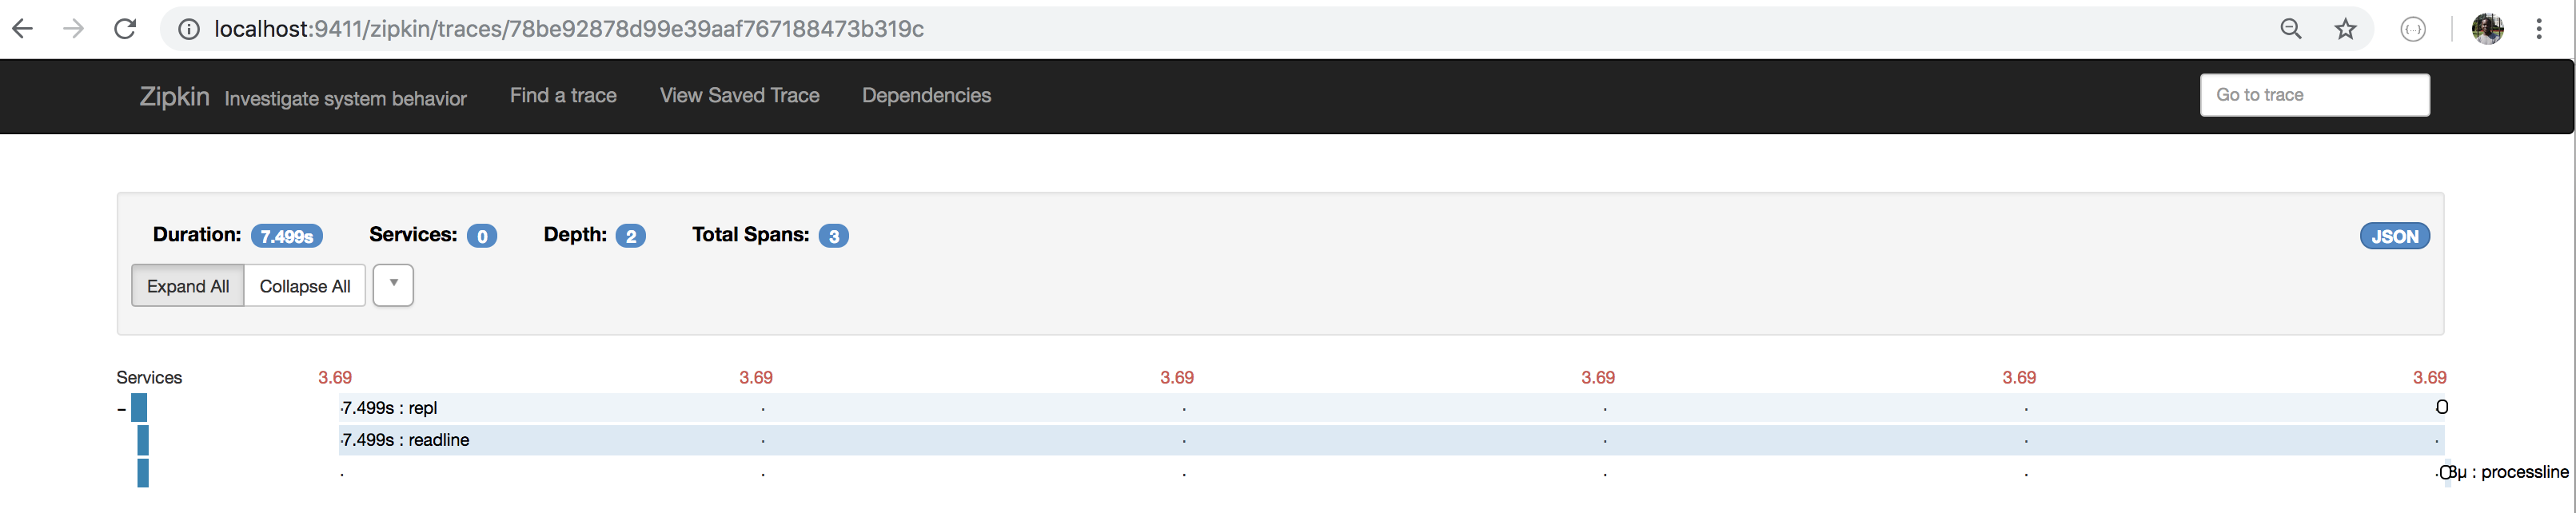 localhost:9411/zipkin/traces/78be92878d99e39aaf767188473b319c
Zipkin Investigate system behavior Find a trace View Saved Trace Dependencies Go to trace
Duration: 7.499s Services: 0 Depth: 2 Total Spans: 3 JSON
Expand All Collapse All
Services 3.69 3.69 3.69 3.69 3.69 3.69
- 7.499s : repl
7.499s : readline
3μ : processline